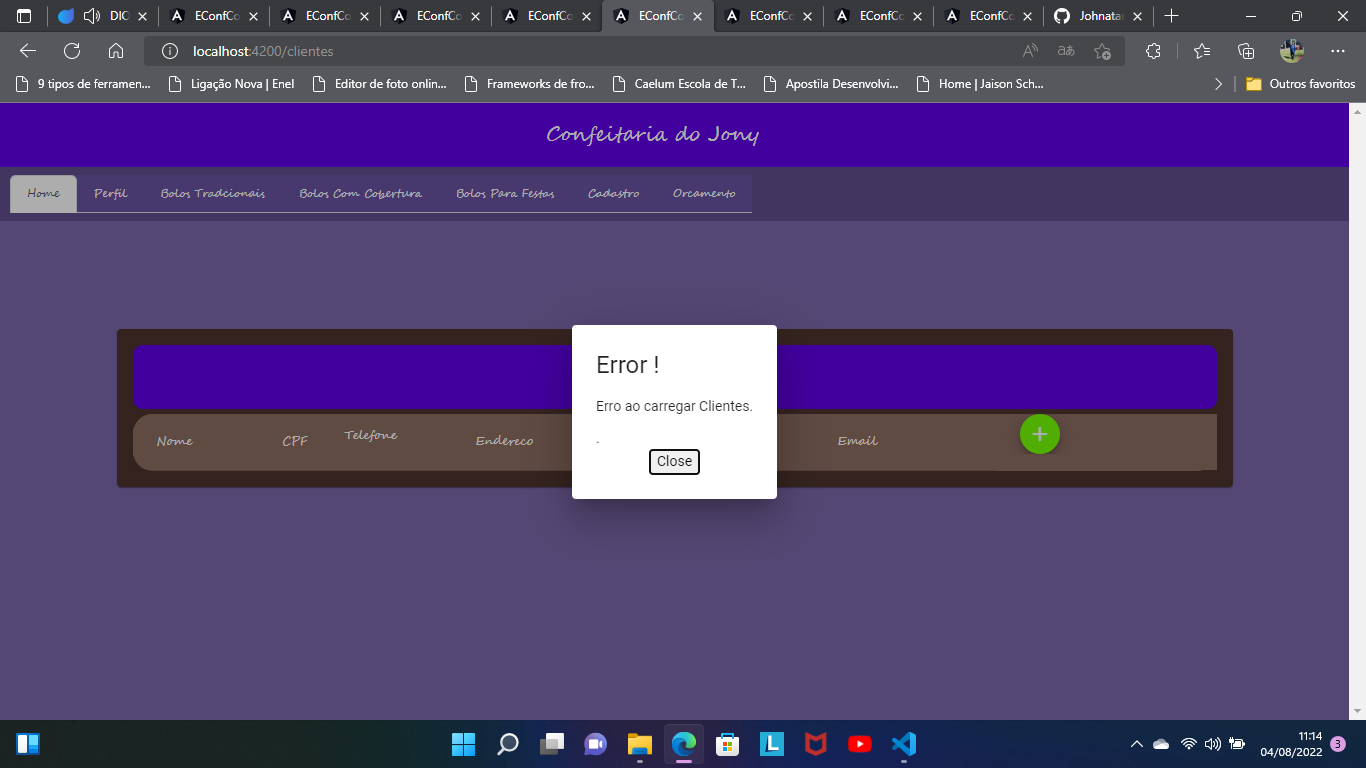 DIO
EConfCo
EConfCo
EConfCo
EConfCo
EConfCo
EConfCo
EConfCo
EConfCo
Johnatan
localhost:4200/clientes
9 tipos de ferramen...
Ligação Nova | Enel
Editor de foto onlin...
Frameworks de fro...
Caelum Escola de T...
Apostila Desenvolvi...
Home | Jaison Sch...
Outros favoritos
Confeitaria do Jony
Home
Perfil
Bolos Tradcionais
Bolos Com Cobertura
Bolos Para Festas
Cadastro
Orcamento
Error !
Erro ao carregar Clientes.
.
Close
Nome
CPF
Telefone
Endereco
Email
11:14
04/08/2022
3